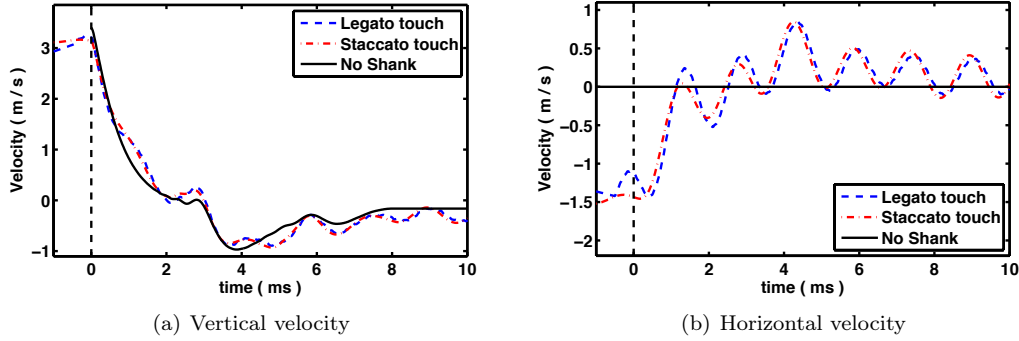 Velocity ( m / s )
3
2
1
0
−1
0
2
4
6
8
10
time ( ms )
Legato touch
Staccato touch
No Shank
(a) Vertical velocity
Velocity ( m / s )
1
0.5
0
−0.5
−1
−1.5
−2
0
2
4
6
8
10
time ( ms )
Legato touch
Staccato touch
No Shank
(b) Horizontal velocity